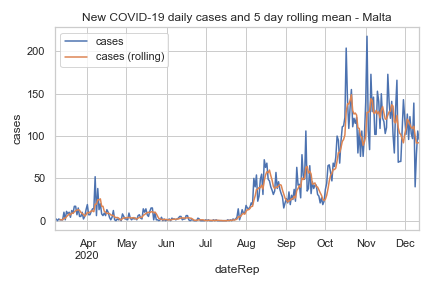 New COVID-19 daily cases and 5 day rolling mean - Malta
cases
cases (rolling)
200
150
100
50
0
cases
Apr May Jun Jul Aug Sep Oct Nov Dec
2020
dateRep